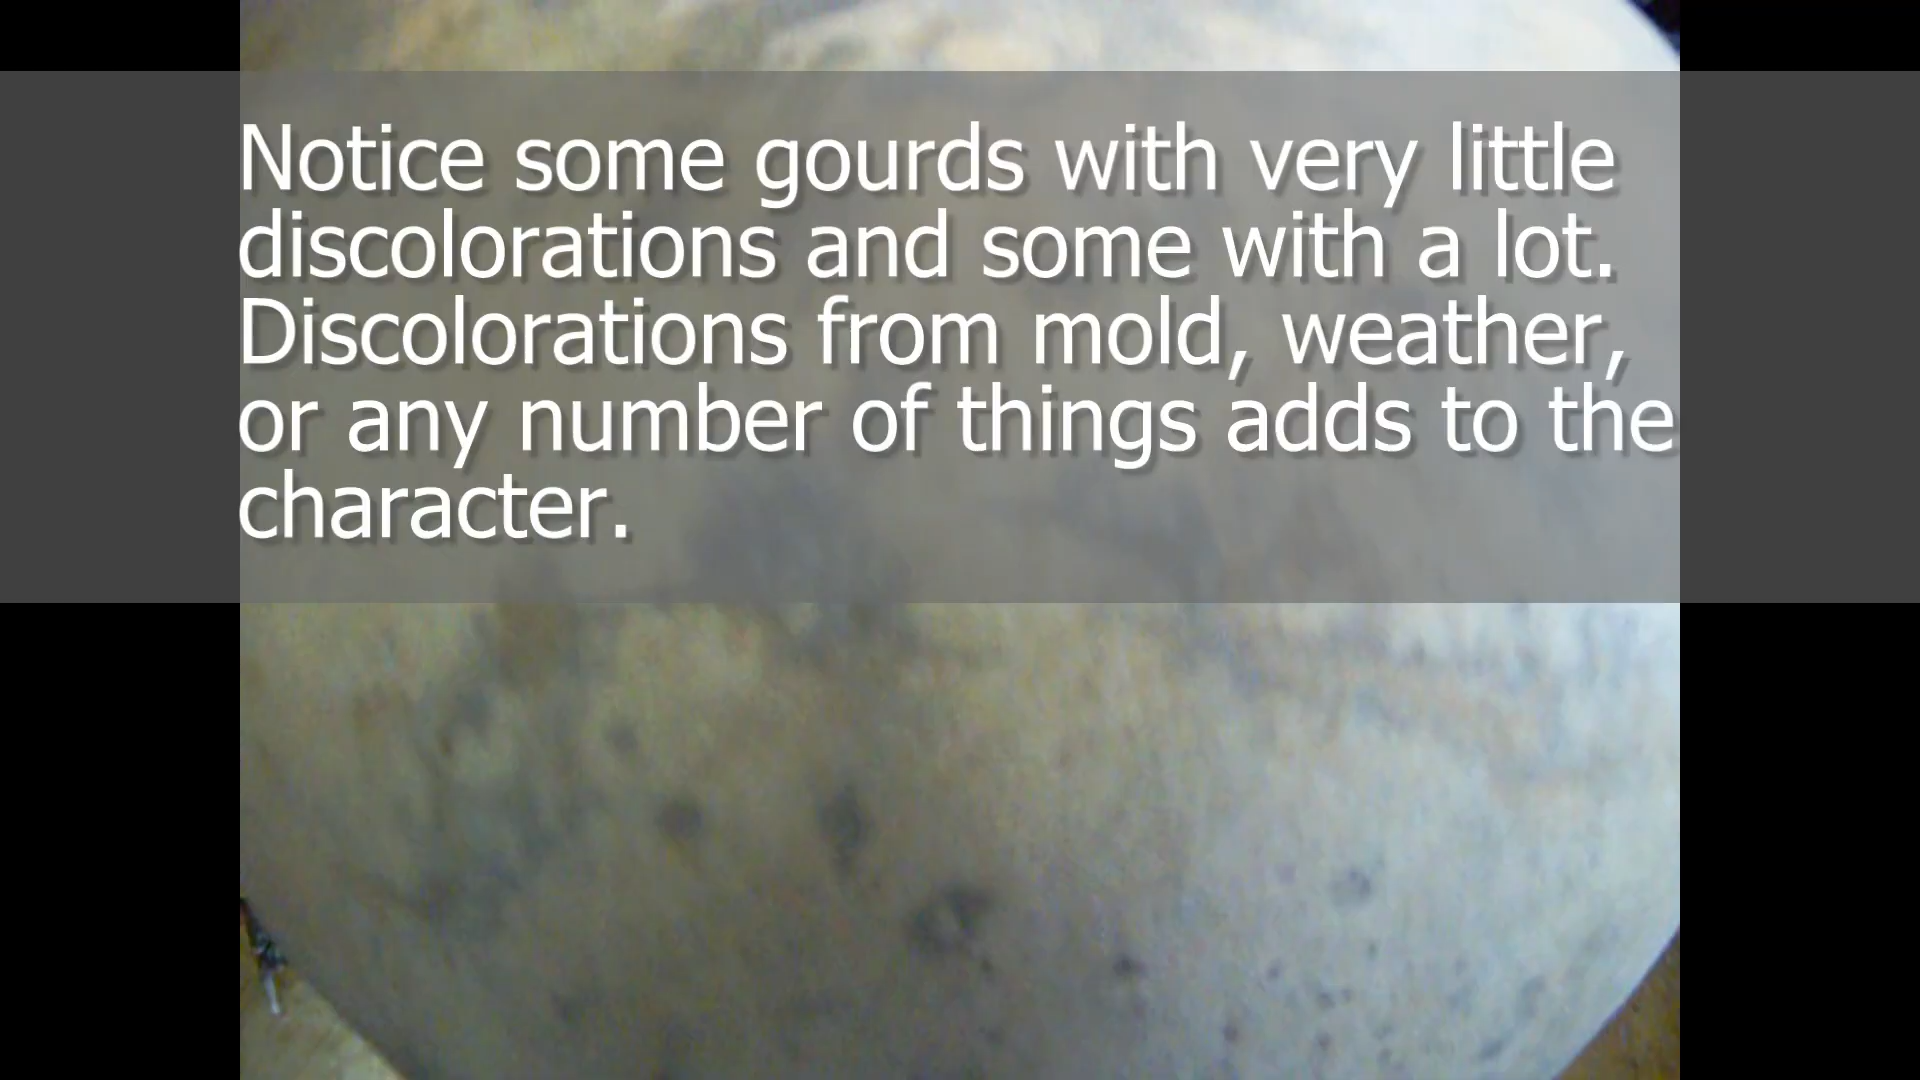 Notice some gourds with very little
discolorations and some with a lot.
Discolorations from mold, weather,
or any number of things adds to the
character.